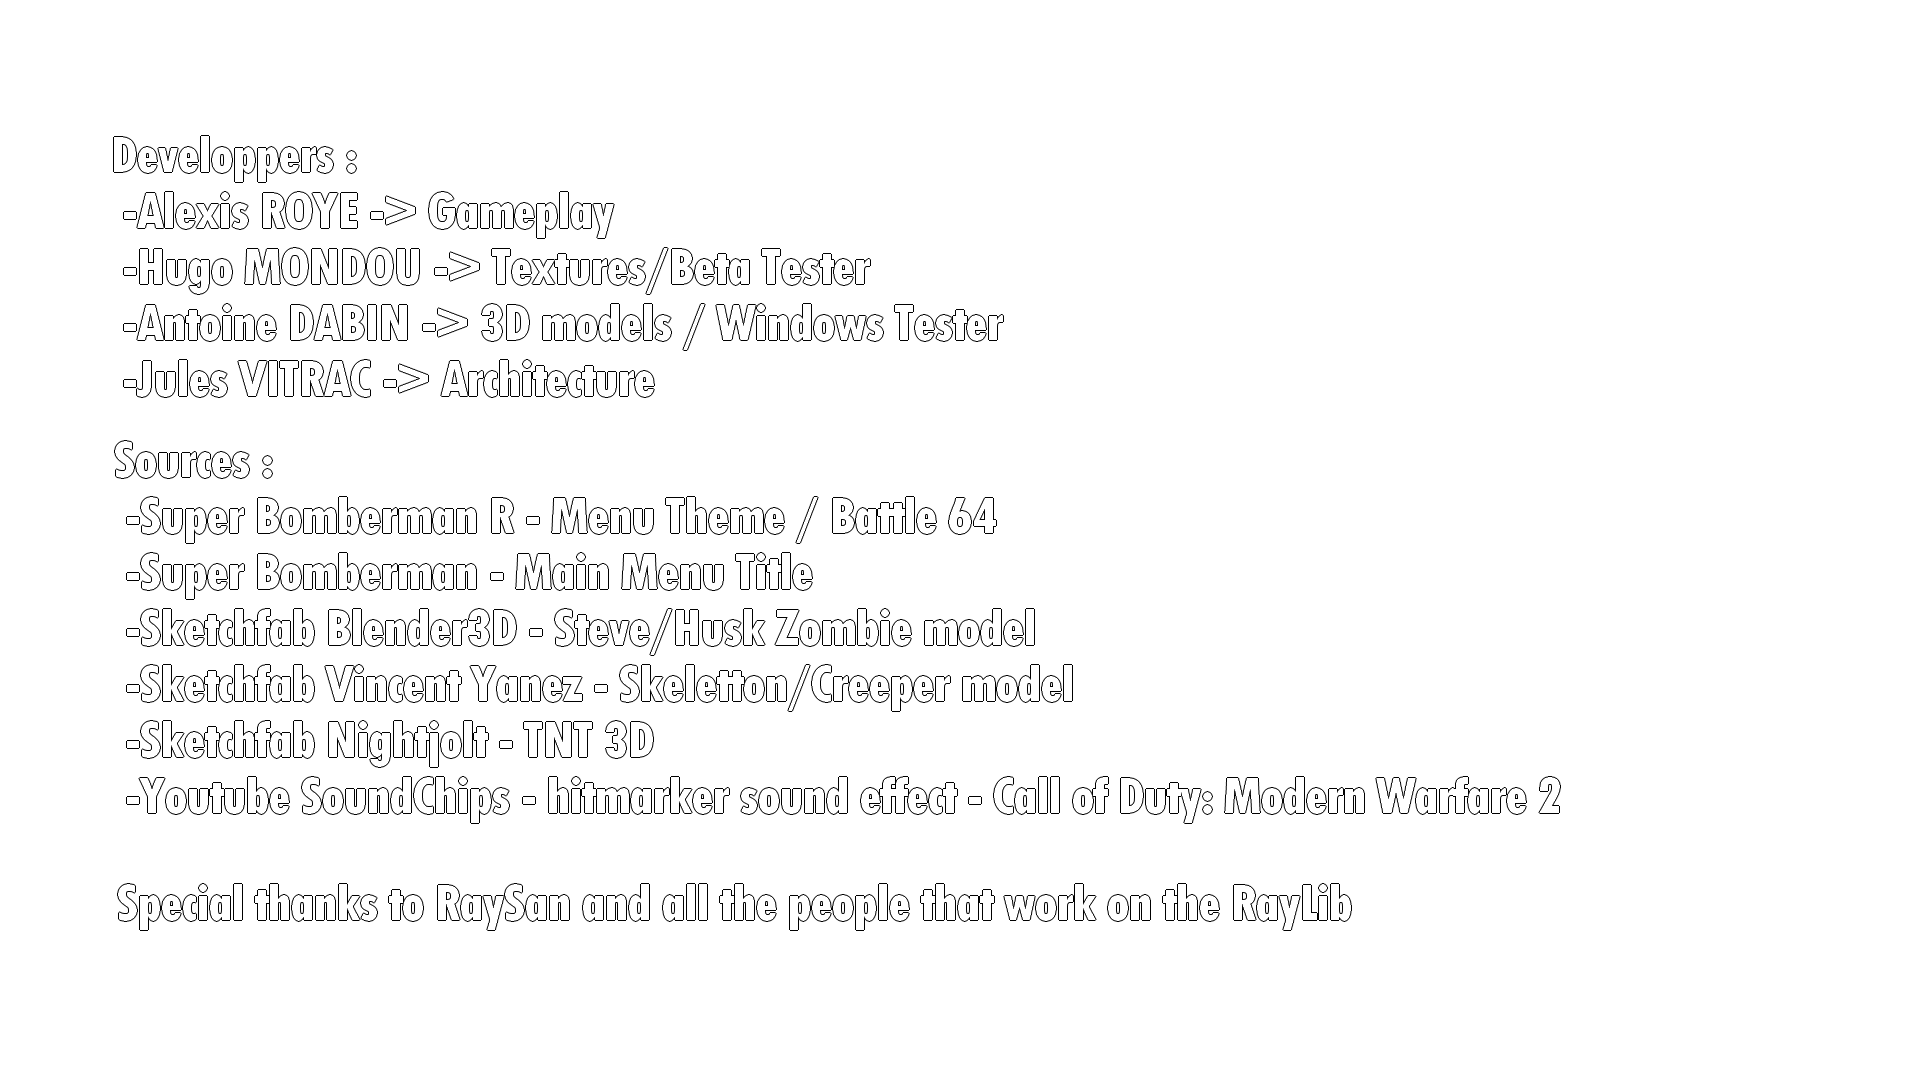 Developpers :
-Alexis ROYE -> Gameplay
-Hugo MONDOU -> Textures/Beta Tester
-Antoine DABIN -> 3D models / Windows Tester
-Jules VITRAC -> Architecture
Sources :
-Super Bomberman R - Menu Theme / Battle 64
-Super Bomberman - Main Menu Title
-Sketchfab Blender3D - Steve/Husk Zombie model
-Sketchfab Vincent Yanez - Skeletton/Creeper model
-Sketchfab Nightjolt - TNT 3D
-Youtube SoundChips - hitmarker sound effect - Call of Duty: Modern Warfare 2
Special thanks to RaySan and all the people that work on the RayLib